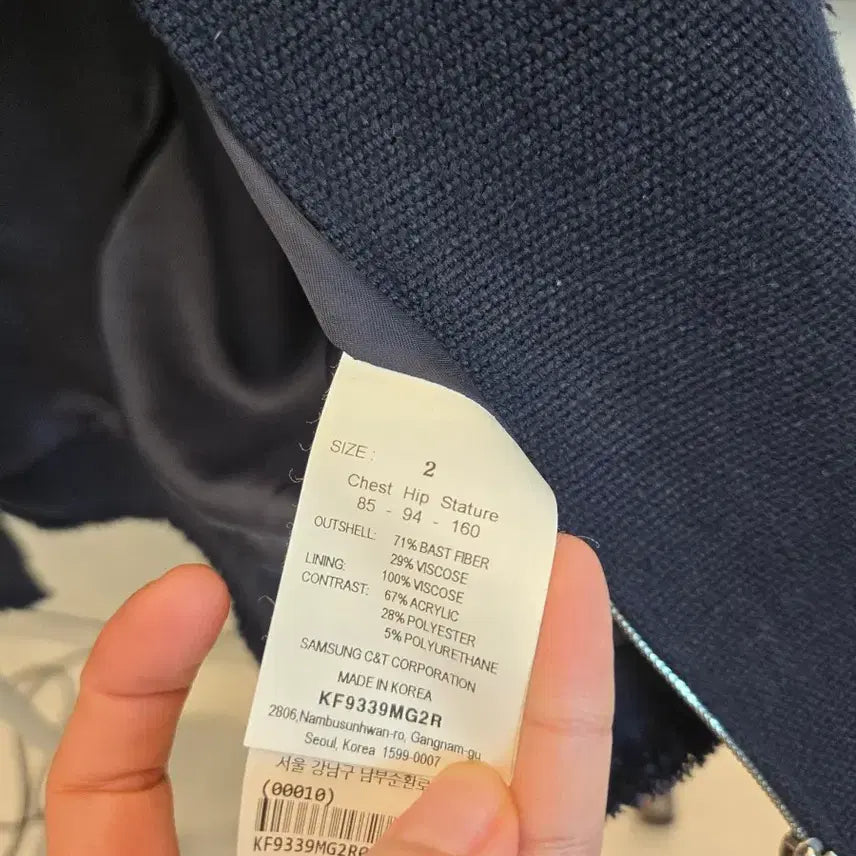 SIZE : 2
Chest Hip Stature
85 - 94 - 160
OUTSHELL: 71% BAST FIBER
29% VISCOSE
LINING: 100% VISCOSE
CONTRAST: 67% ACRYLIC
28% POLYESTER
5% POLYURETHANE
SAMSUNG C&T CORPORATION
MADE IN KOREA
KF9339MG2R
2806,Nambusunhwan-ro, Gangnam-gu
Seoul, Korea 1599-0007
서울 강남구 남부순환로
(00010)
KF9339MG2R